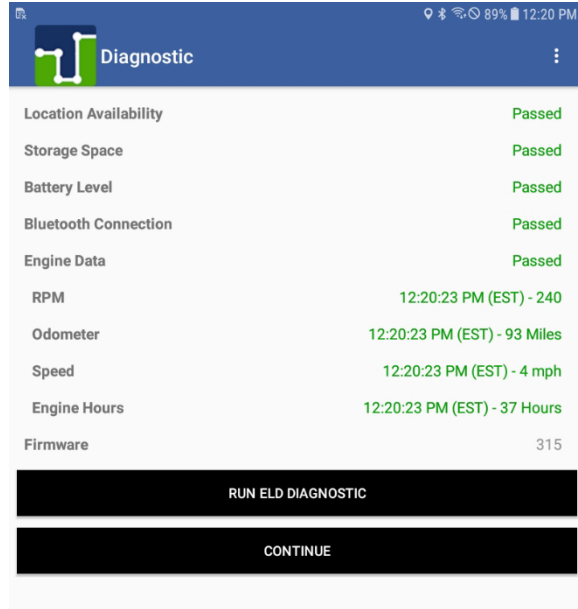 89% 12:20 PM
Diagnostic
Location Availability Passed
Storage Space Passed
Battery Level Passed
Bluetooth Connection Passed
Engine Data Passed
RPM 12:20:23 PM (EST) - 240
Odometer 12:20:23 PM (EST) - 93 Miles
Speed 12:20:23 PM (EST) - 4 mph
Engine Hours 12:20:23 PM (EST) - 37 Hours
Firmware 315
RUN ELD DIAGNOSTIC
CONTINUE